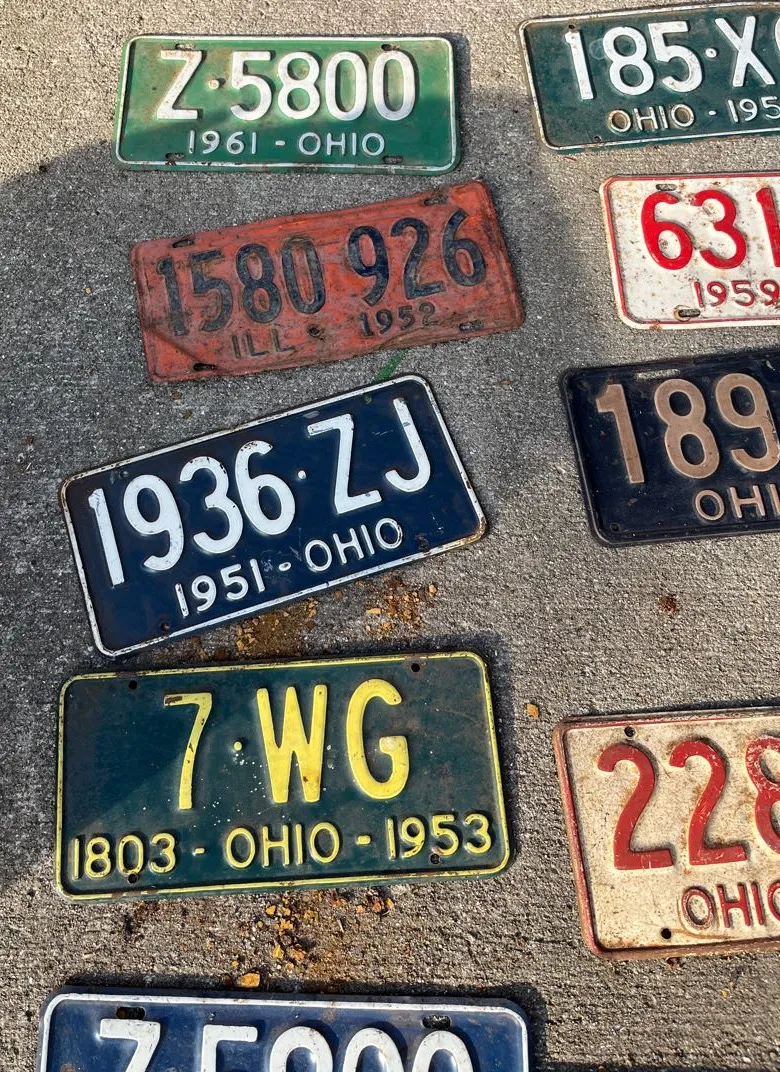 Z·5800
1961 - OHIO
1580 926
ILL 1952
1936·ZJ
1951 - OHIO
7·WG
1803 - OHIO - 1953
185·X
OHIO - 195
631
1959
189
OHI
228
OHIO